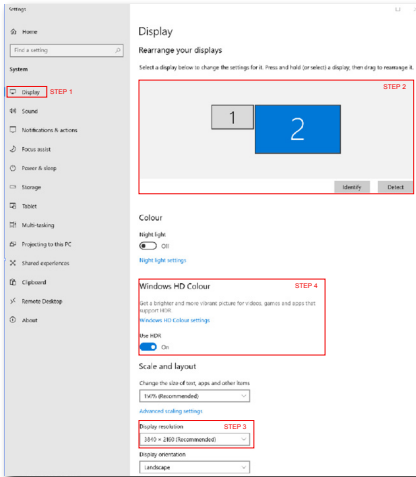 Settings
Home
Find a setting
System
Display STEP 1
Sound
Notifications & actions
Focus assist
Power & sleep
Storage
Tablet
Multi-tasking
Projecting to this PC
Shared experiences
Clipboard
Remote Desktop
About
Display
Rearrange your displays
Select a display below to change the settings for it. Press and hold (or select) a display, then drag to rearrange it.
STEP 2
1 2
Identify Detect
Colour
Night light
Off
Night light settings
Windows HD Colour STEP 4
Get a brighter and more vibrant picture for videos, games and apps that
support HDR.
Windows HD Colour settings
Use HDR
On
Scale and layout
Change the size of text, apps and other items
150% (Recommended)
Advanced scaling settings
Display resolution STEP 3
3840 × 2160 (Recommended)
Display orientation
Landscape